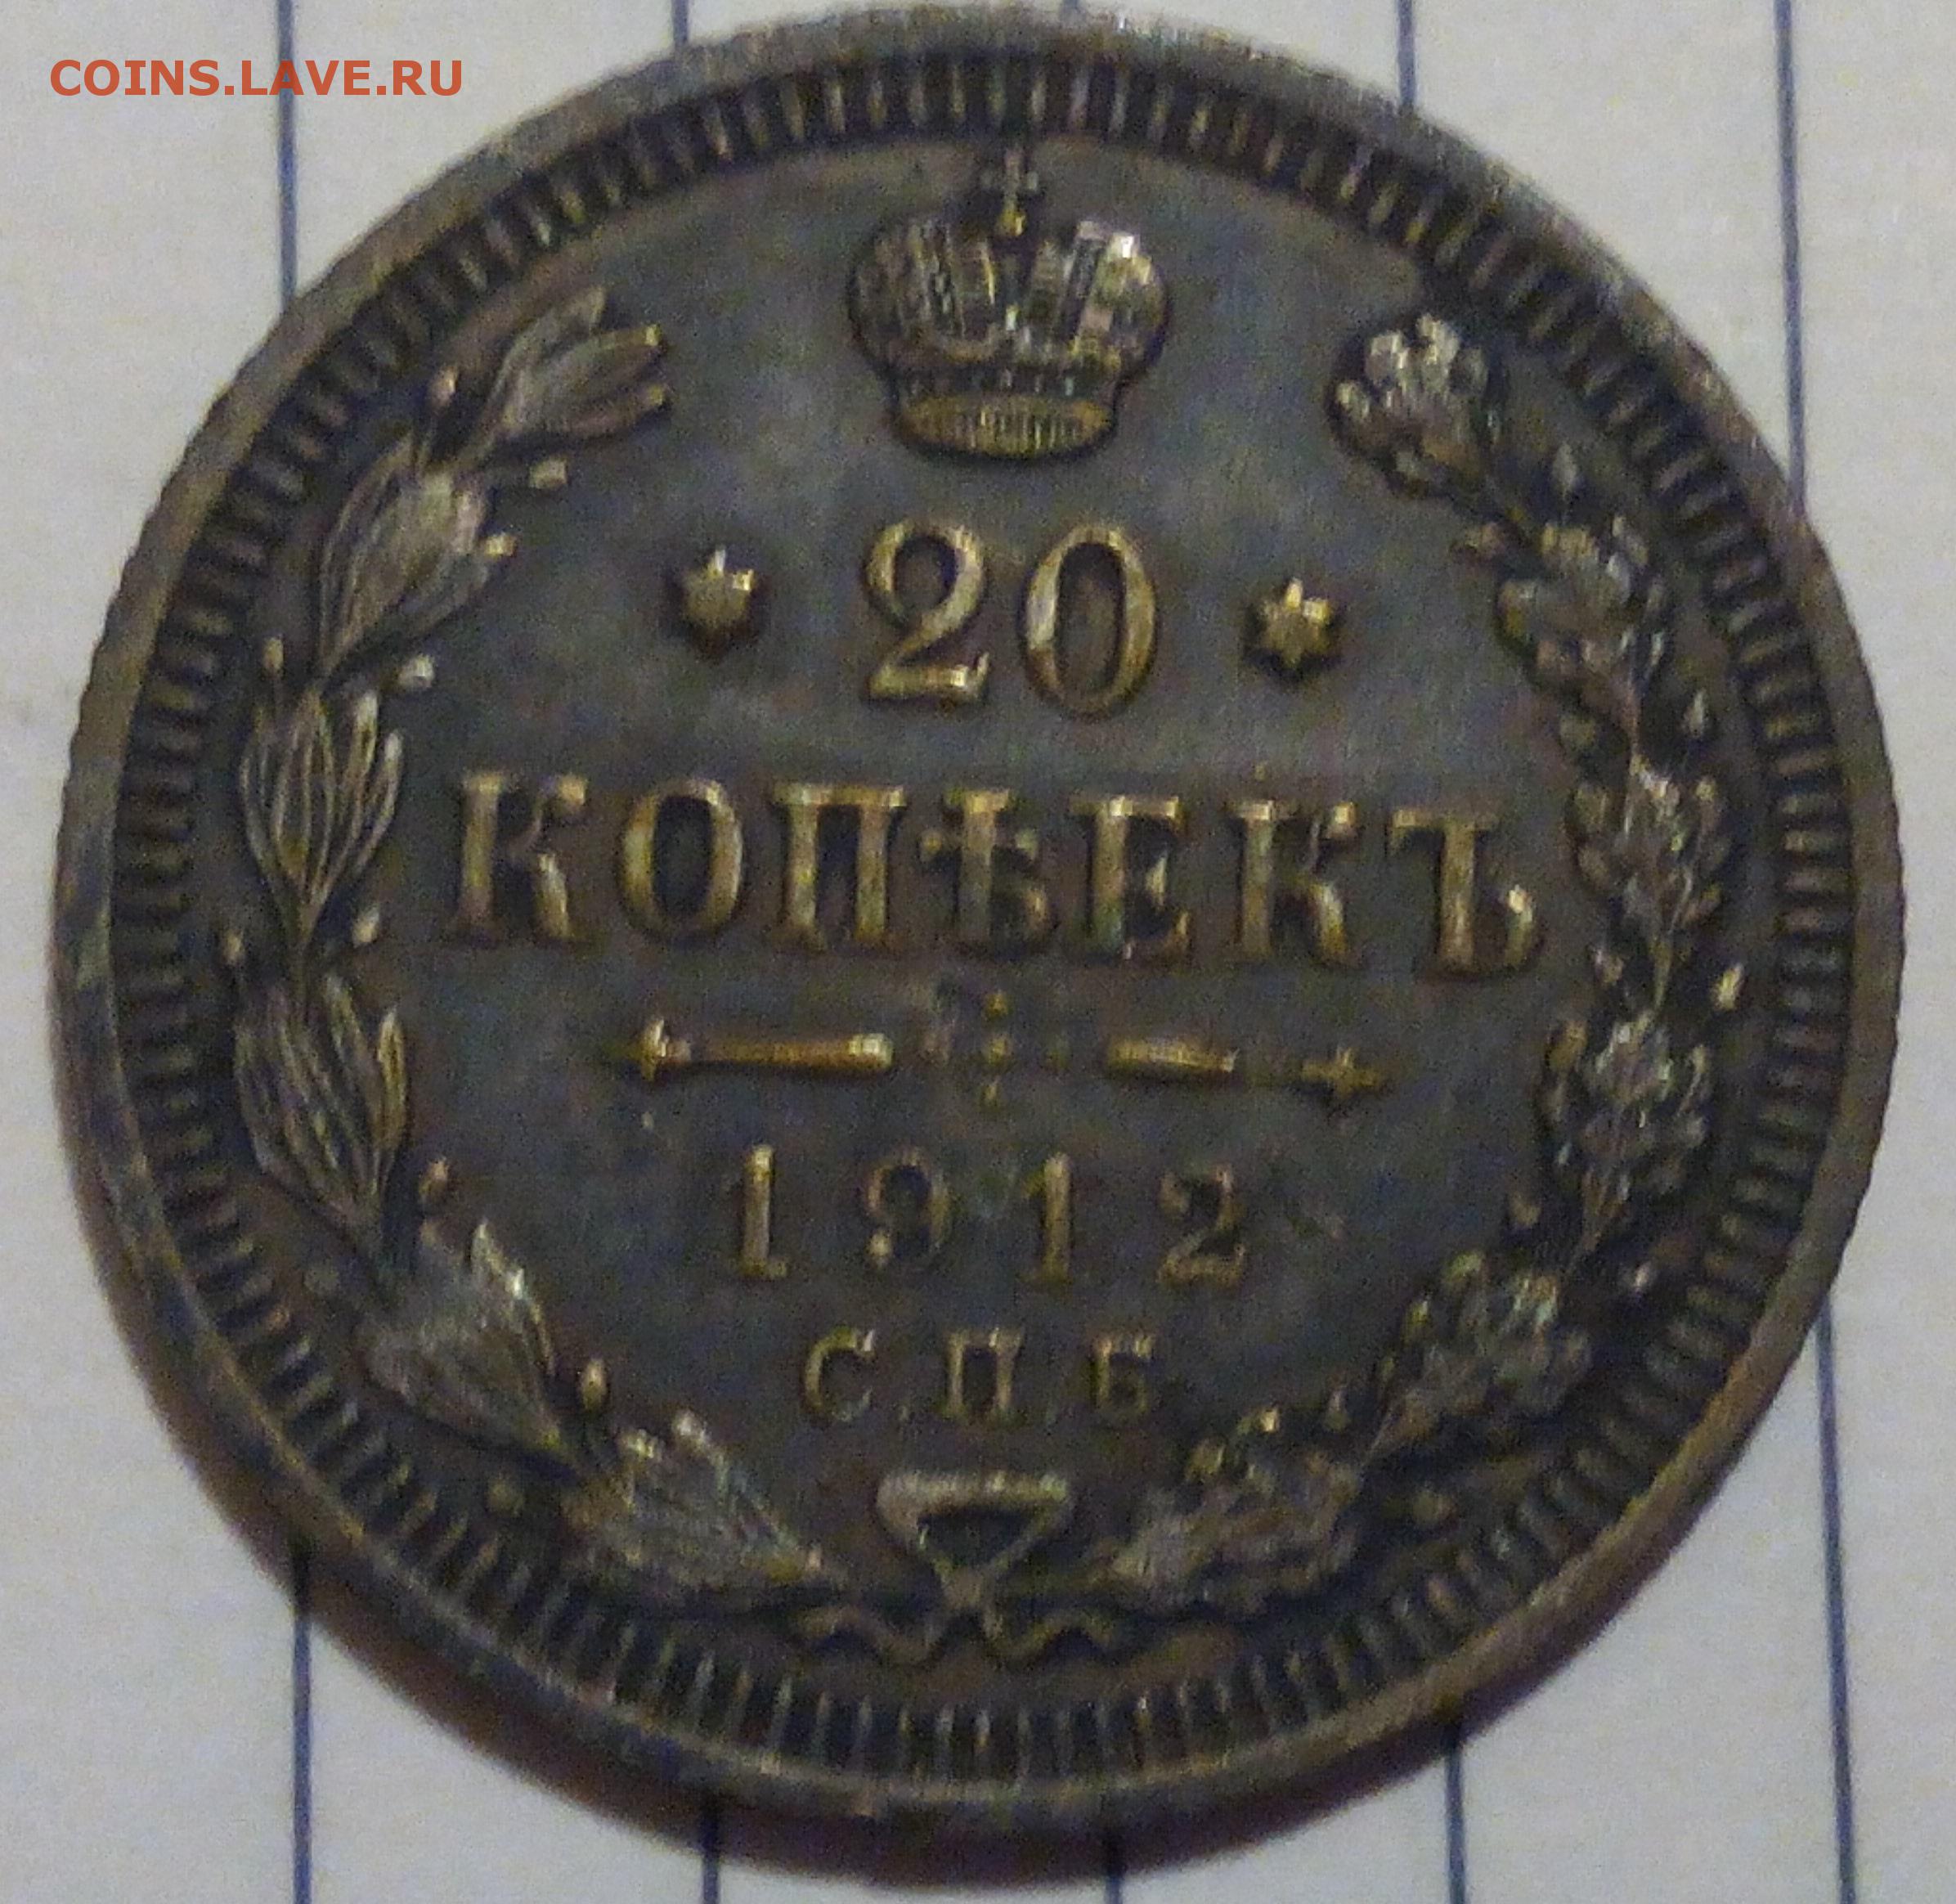 COINS.LAVE.RU
* 20 *
КОПѢЕКЪ
1912
С.П.Б